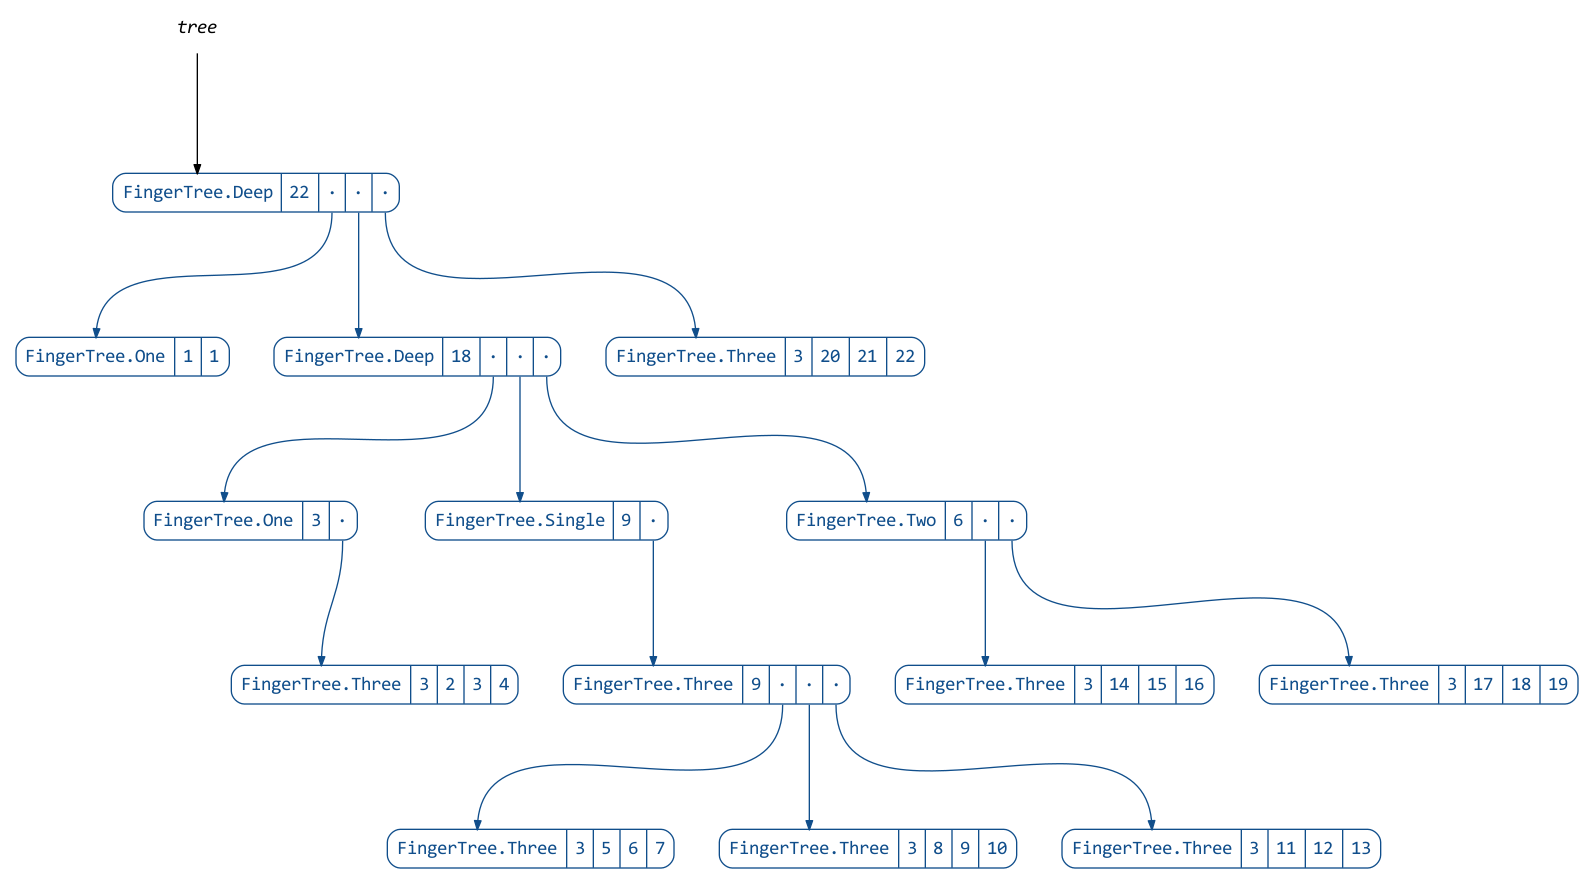 tree
FingerTree.Deep 22 · · ·
FingerTree.One 1 1
FingerTree.Deep 18 · · ·
FingerTree.Three 3 20 21 22
FingerTree.One 3 ·
FingerTree.Single 9 ·
FingerTree.Two 6 · ·
FingerTree.Three 3 2 3 4
FingerTree.Three 9 · · ·
FingerTree.Three 3 14 15 16
FingerTree.Three 3 17 18 19
FingerTree.Three 3 5 6 7
FingerTree.Three 3 8 9 10
FingerTree.Three 3 11 12 13